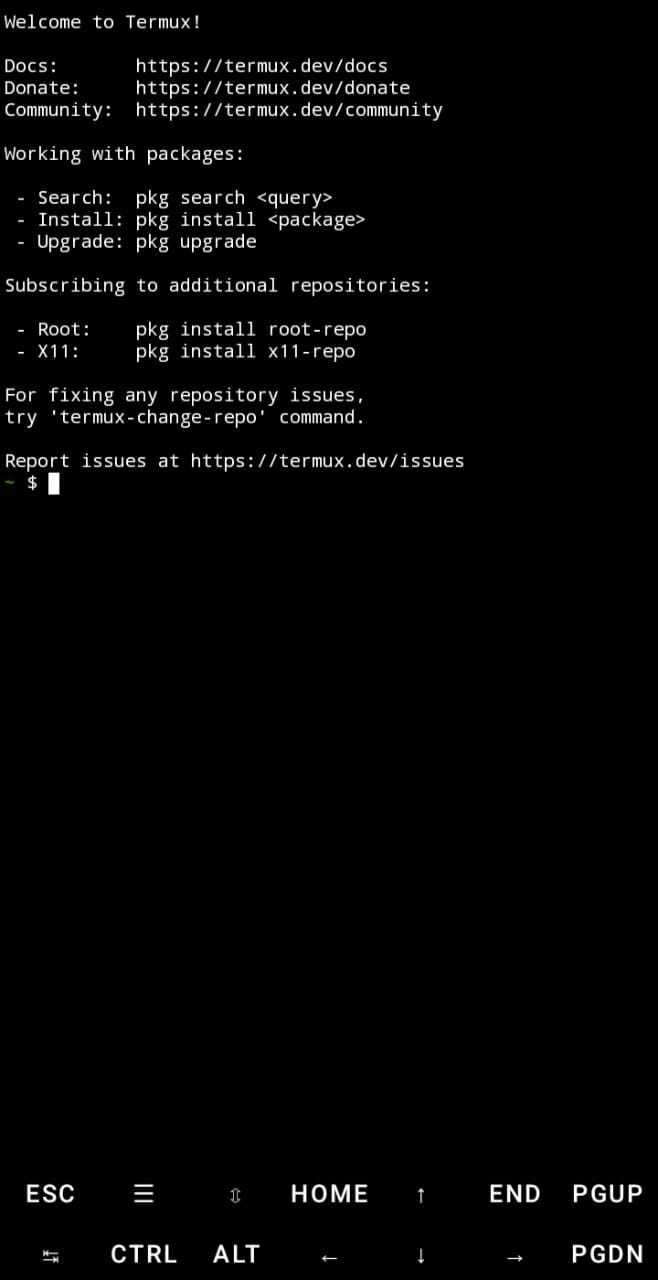 Welcome to Termux!
Docs:       https://termux.dev/docs
Donate:     https://termux.dev/donate
Community:  https://termux.dev/community
Working with packages:
 - Search:  pkg search <query>
 - Install: pkg install <package>
 - Upgrade: pkg upgrade
Subscribing to additional repositories:
 - Root:    pkg install root-repo
 - X11:     pkg install x11-repo
For fixing any repository issues,
try 'termux-change-repo' command.
Report issues at https://termux.dev/issues
~ $
ESC ☰ ⇳ HOME ↑ END PGUP
↹ CTRL ALT ← ↓ → PGDN